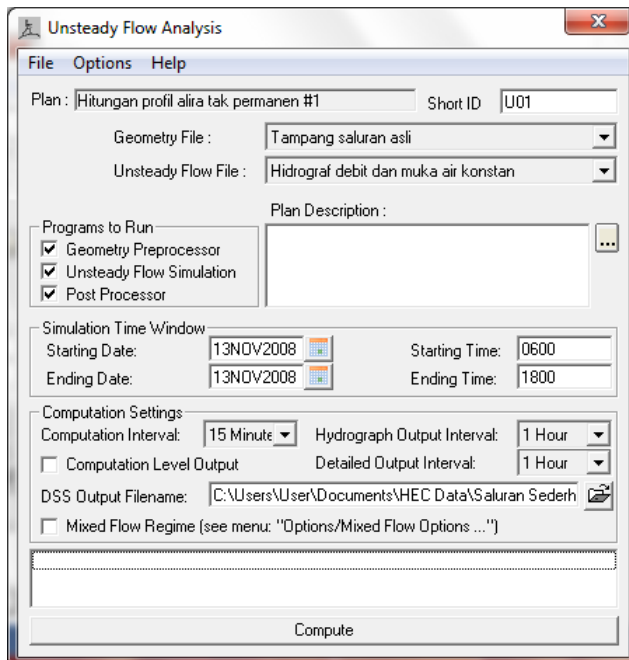 Unsteady Flow Analysis
File Options Help
Plan : Hitungan profil alira tak permanen #1 Short ID U01
Geometry File : Tampang saluran asli
Unsteady Flow File : Hidrograf debit dan muka air konstan
Plan Description :
Programs to Run
Geometry Preprocessor
Unsteady Flow Simulation
Post Processor
...
Simulation Time Window
Starting Date: 13NOV2008 Starting Time: 0600
Ending Date: 13NOV2008 Ending Time: 1800
Computation Settings
Computation Interval: 15 Minute Hydrograph Output Interval: 1 Hour
Computation Level Output Detailed Output Interval: 1 Hour
DSS Output Filename: C:\Users\User\Documents\HEC Data\Saluran Sederh
Mixed Flow Regime (see menu: "Options/Mixed Flow Options ...")
Compute